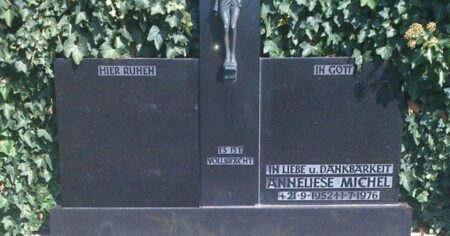 HIER RUHEN
IN GOTT
ES IST
VOLLBRACHT
IN LIEBE u. DANKBARKEIT
ANNELIESE MICHEL
+21·9·1952 +1·7·1976